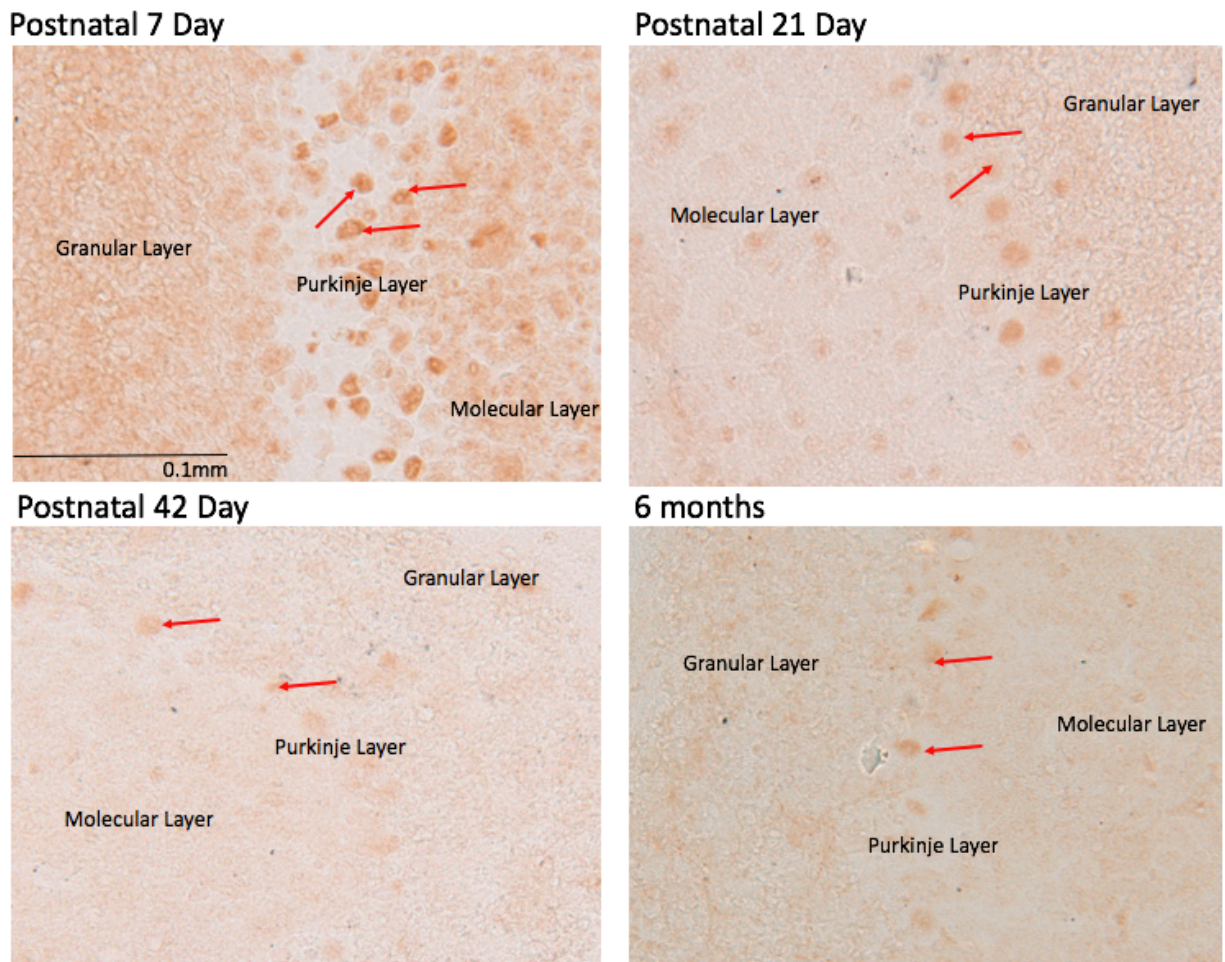 Postnatal 7 Day
Granular Layer
Purkinje Layer
Molecular Layer
0.1mm
Postnatal 21 Day
Granular Layer
Molecular Layer
Purkinje Layer
Postnatal 42 Day
Granular Layer
Purkinje Layer
Molecular Layer
6 months
Granular Layer
Molecular Layer
Purkinje Layer